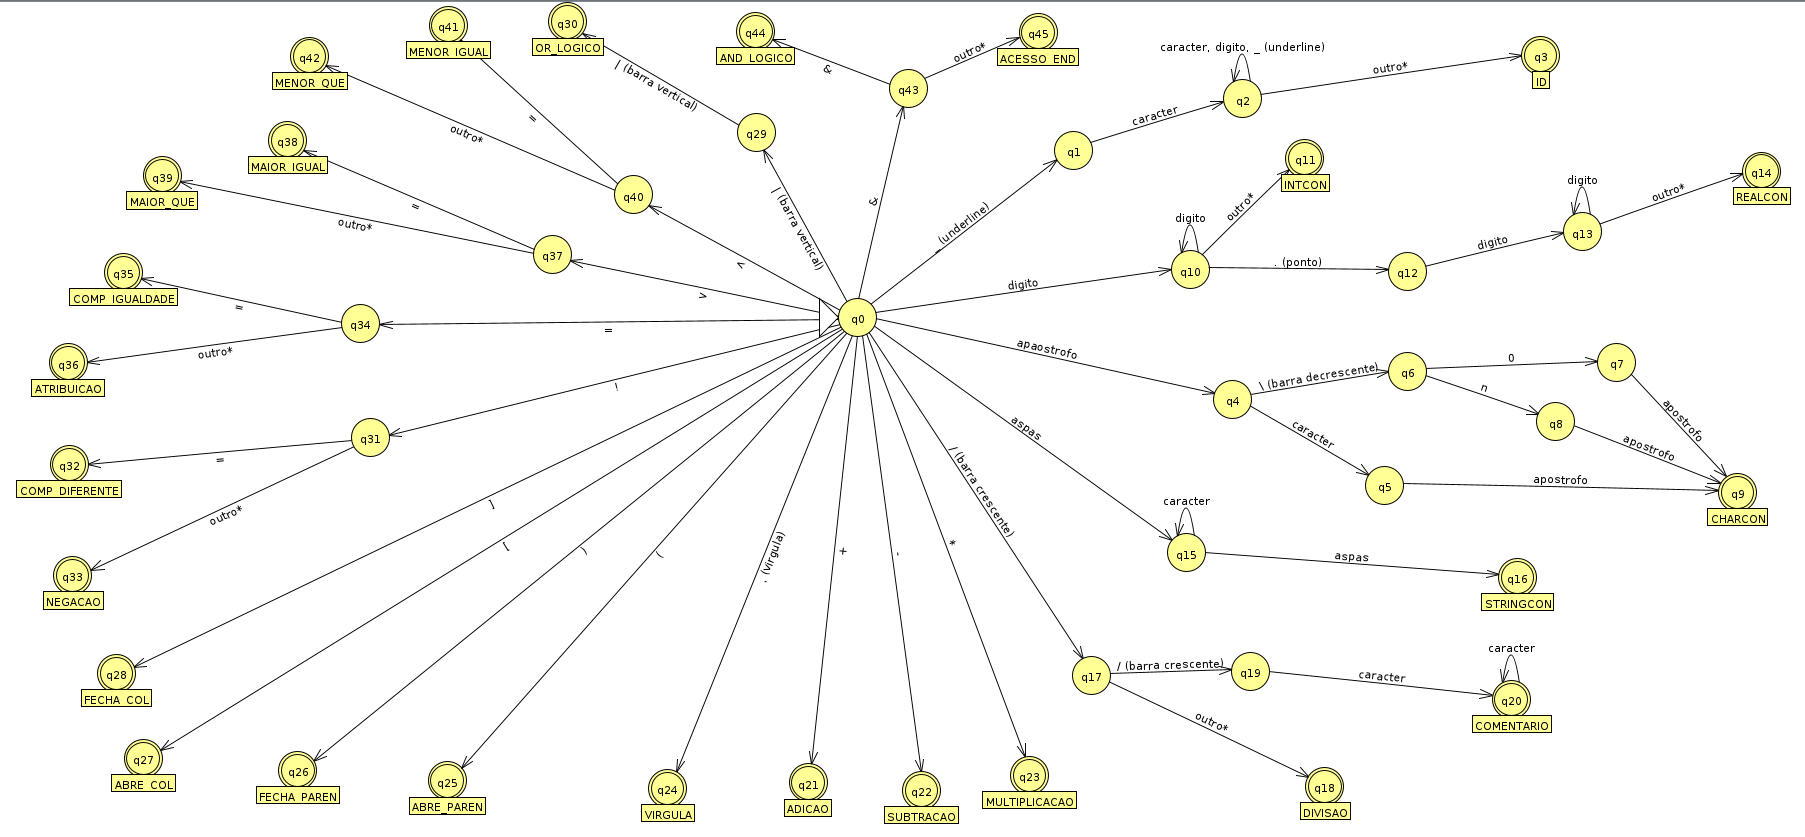 q41
MENOR_IGUAL
q30
OR_LOGICO
q44
AND_LOGICO
q45
ACESSO_END
q42
MENOR_QUE
q3
ID
caracter, digito, _ (underline)
outro*
q2
| (barra vertical)
&
outro*
q43
=
outro*
q29
caracter
q1
q38
MAIOR_IGUAL
q39
MAIOR_QUE
q40
=
outro*
q37
| (barra vertical)
&
_ (underline)
<
>
q11
INTCON
outro*
digito
q10
. (ponto)
q12
digito
digito
q13
outro*
q14
REALCON
q35
COMP_IGUALDADE
=
q34
=
outro*
q36
ATRIBUICAO
q0
digito
apaostrofo
q4
\ (barra decrescente)
q6
0
q7
n
q8
caracter
q5
apostrofo
apostrofo
apostrofo
q9
CHARCON
!
q31
=
q32
COMP_DIFERENTE
outro*
q33
NEGACAO
aspas
caracter
q15
aspas
q16
STRINGCON
/ (barra crescente)
]
[
)
(
, (virgula)
+
-
*
q17
/ (barra crescente)
q19
caracter
caracter
q20
COMENTARIO
outro*
q18
DIVISAO
q28
FECHA_COL
q27
ABRE_COL
q26
FECHA_PAREN
q25
ABRE_PAREN
q24
VIRGULA
q21
ADICAO
q22
SUBTRACAO
q23
MULTIPLICACAO